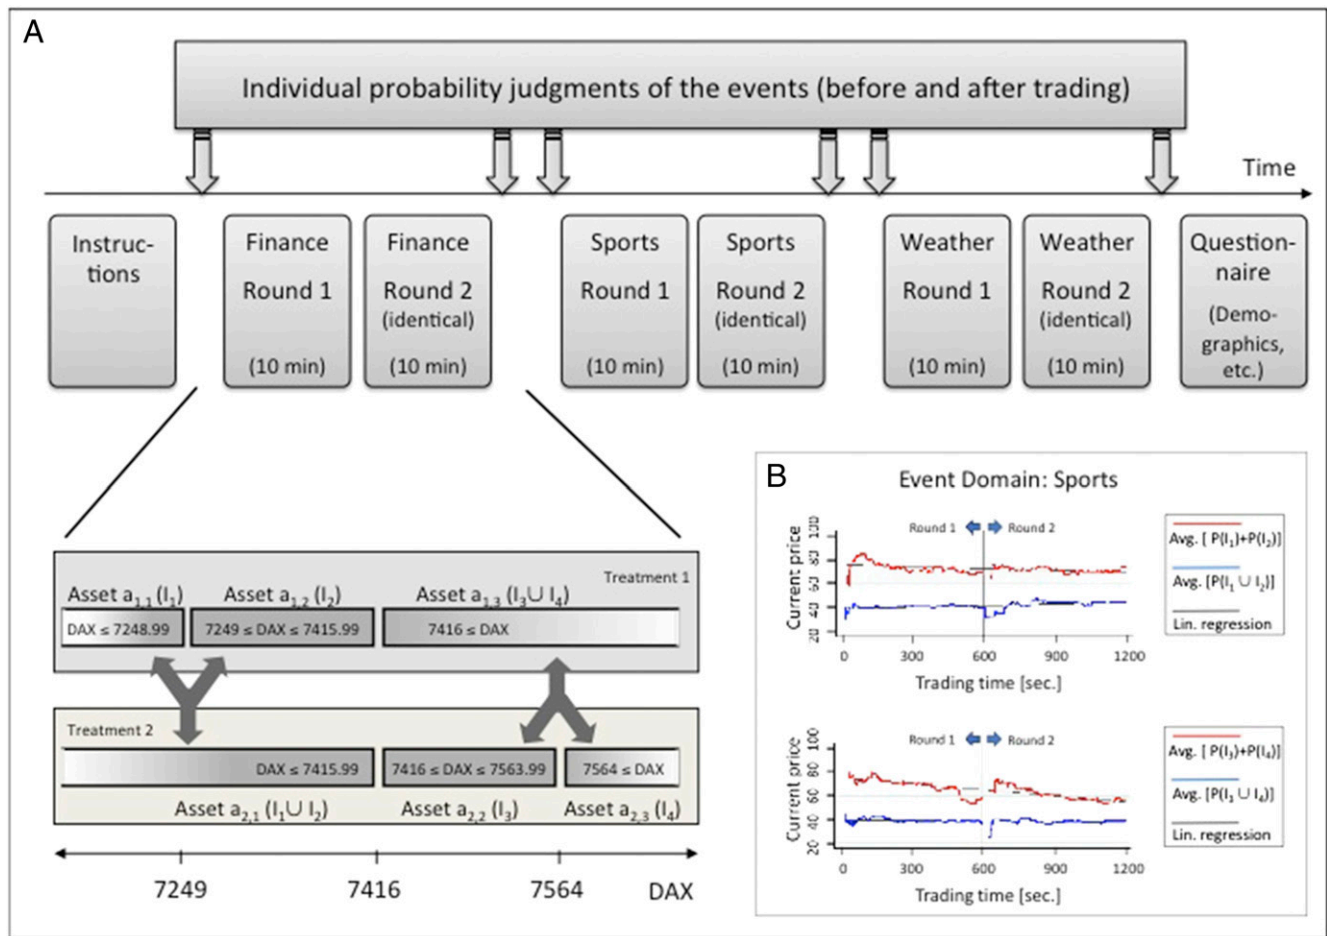 A
Individual probability judgments of the events (before and after trading)
Time
Instruc-
tions
Finance
Round 1
(10 min)
Finance
Round 2
(identical)
(10 min)
Sports
Round 1
(10 min)
Sports
Round 2
(identical)
(10 min)
Weather
Round 1
(10 min)
Weather
Round 2
(identical)
(10 min)
Question-
naire
(Demo-
graphics,
etc.)
Treatment 1
Asset a1,1 (I1)
Asset a1,2 (I2)
Asset a1,3 (I3∪ I4)
DAX ≤ 7248.99
7249 ≤ DAX ≤ 7415.99
7416 ≤ DAX
Treatment 2
DAX ≤ 7415.99
7416 ≤ DAX ≤ 7563.99
7564 ≤ DAX
Asset a2,1 (I1∪ I2)
Asset a2,2 (I3)
Asset a2,3 (I4)
7249
7416
7564
DAX
B
Event Domain: Sports
Round 1
Round 2
Current price
100
80
60
40
20
0
300
600
900
1200
Trading time [sec.]
Avg. [ P(I1)+P(I2)]
Avg. [P(I1 ∪ I2)]
Lin. regression
Round 1
Round 2
Current price
100
80
60
40
20
0
300
600
900
1200
Trading time [sec.]
Avg. [ P(I3)+P(I4)]
Avg. [P(I3 ∪ I4)]
Lin. regression